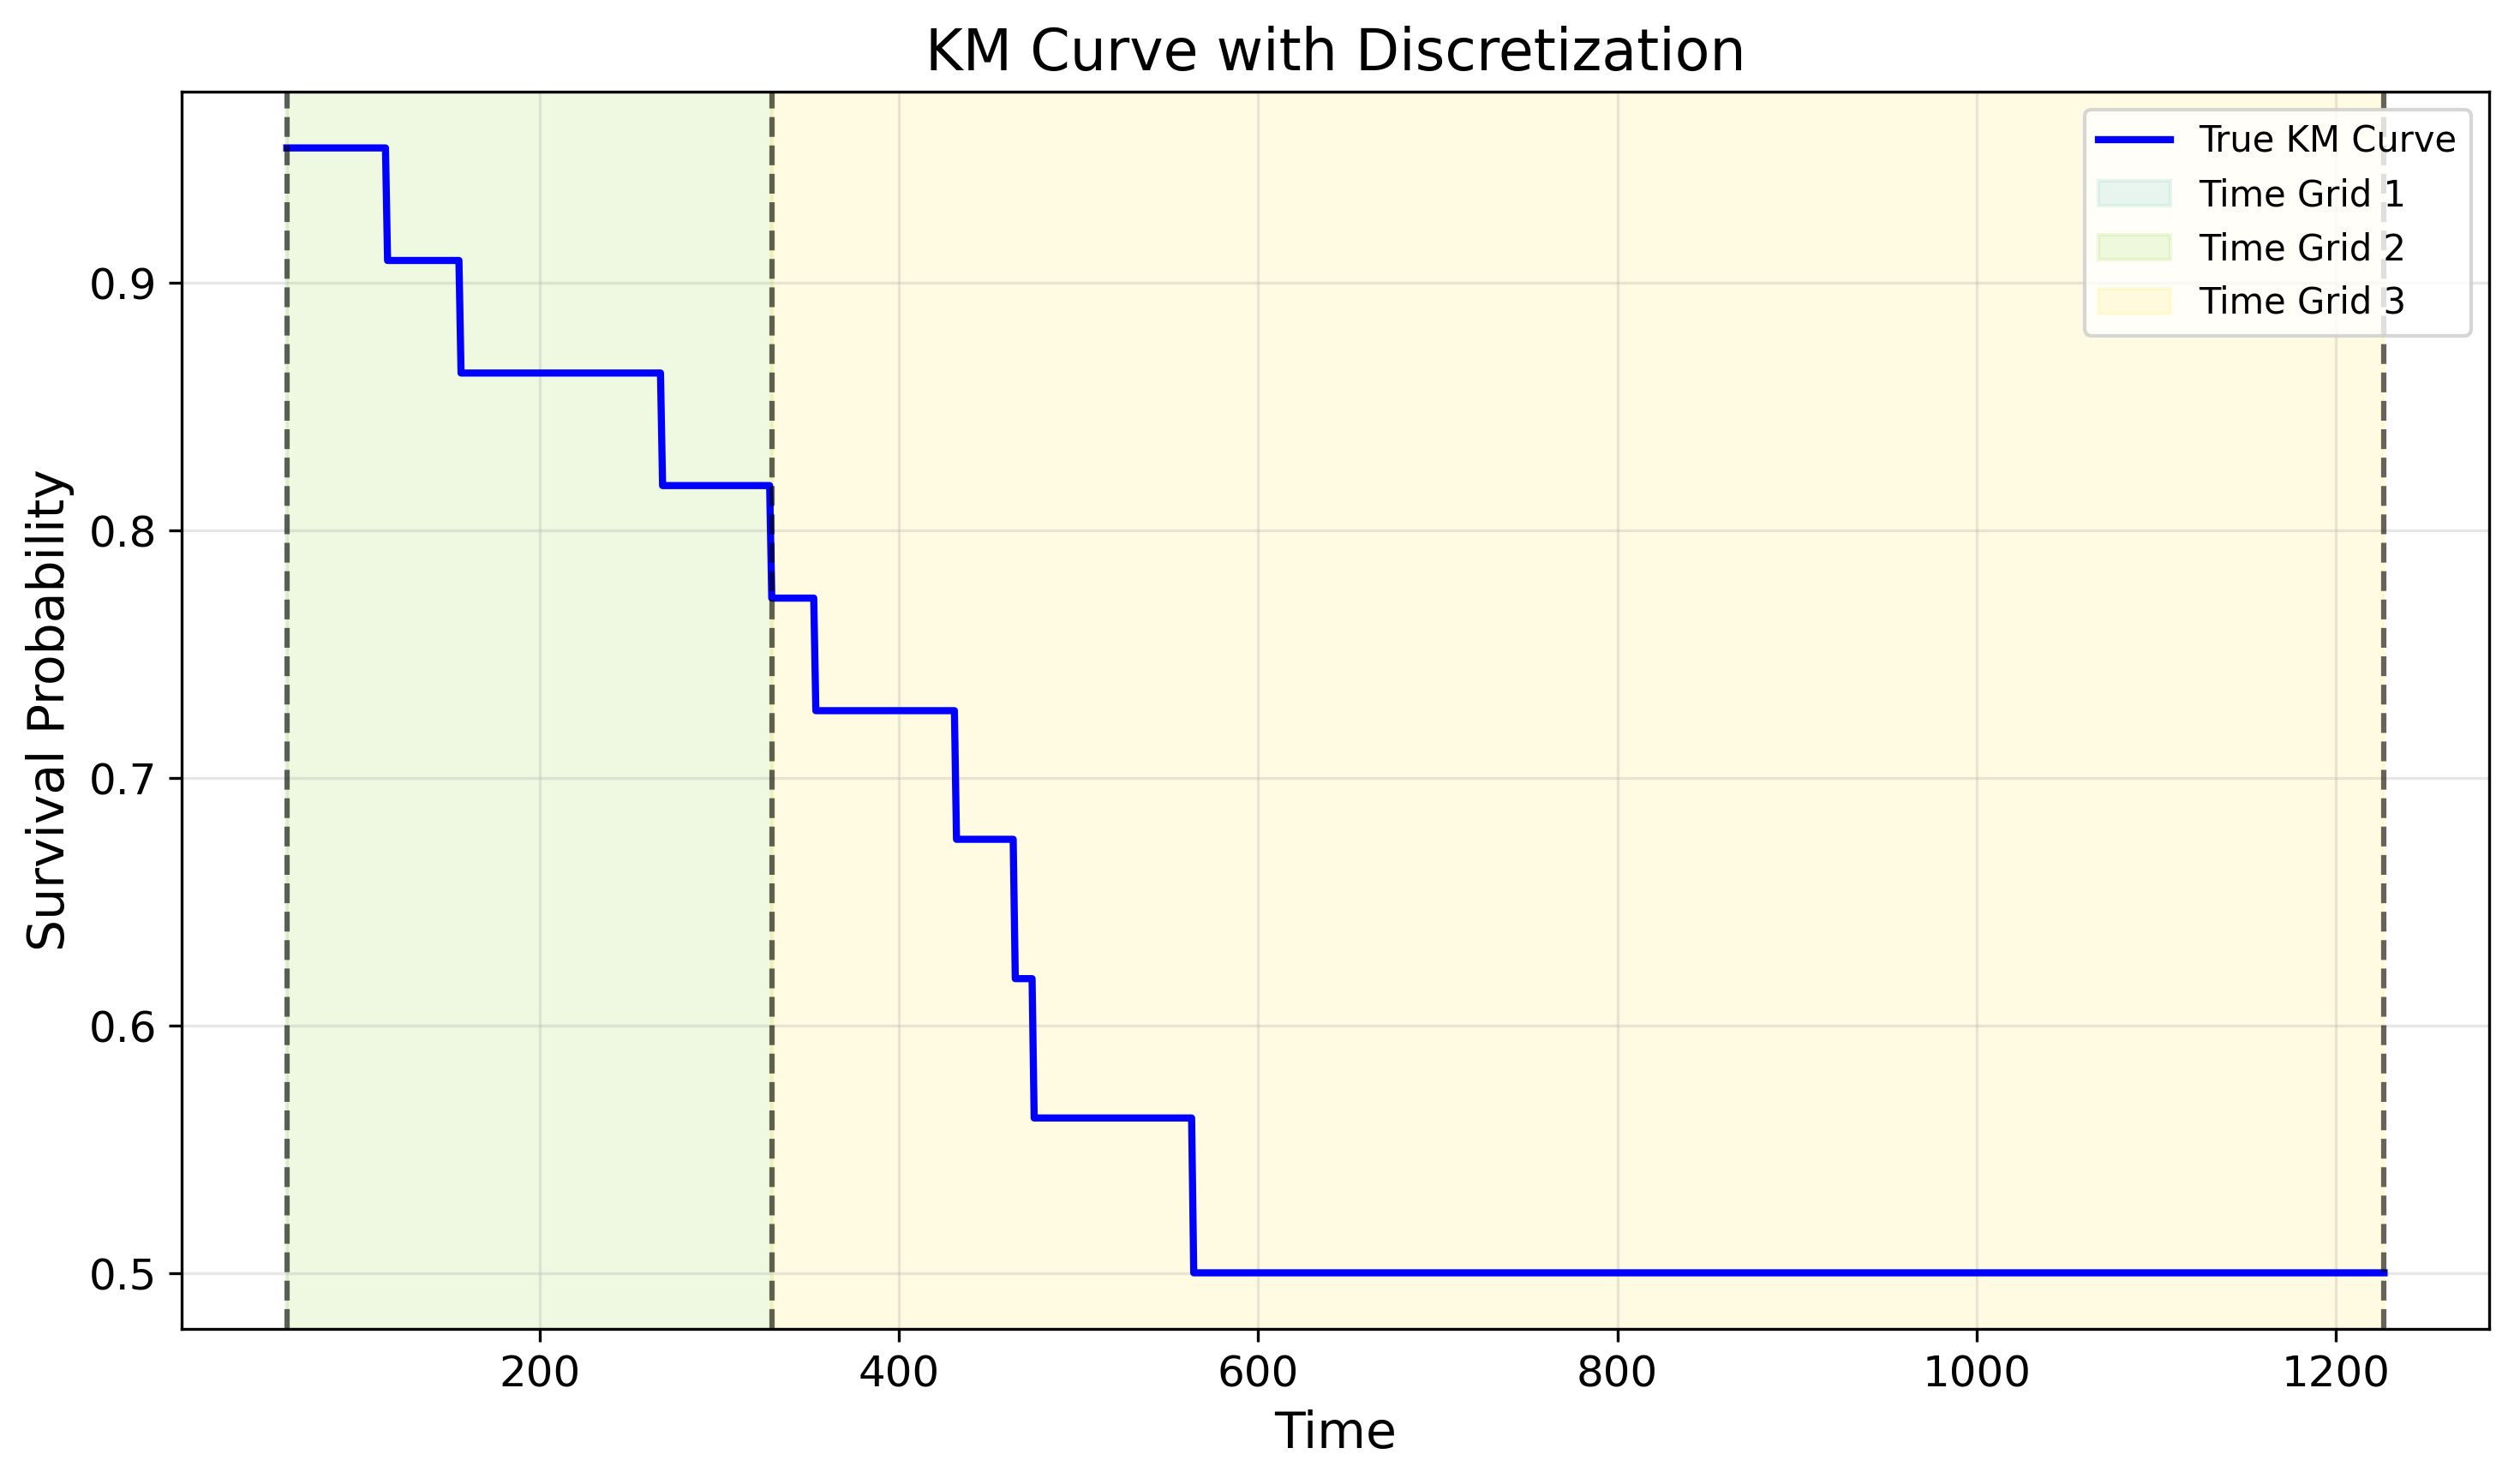 KM Curve with Discretization
True KM Curve
Time Grid 1
Time Grid 2
Time Grid 3
Survival Probability
0.9
0.8
0.7
0.6
0.5
200 400 600 800 1000 1200
Time